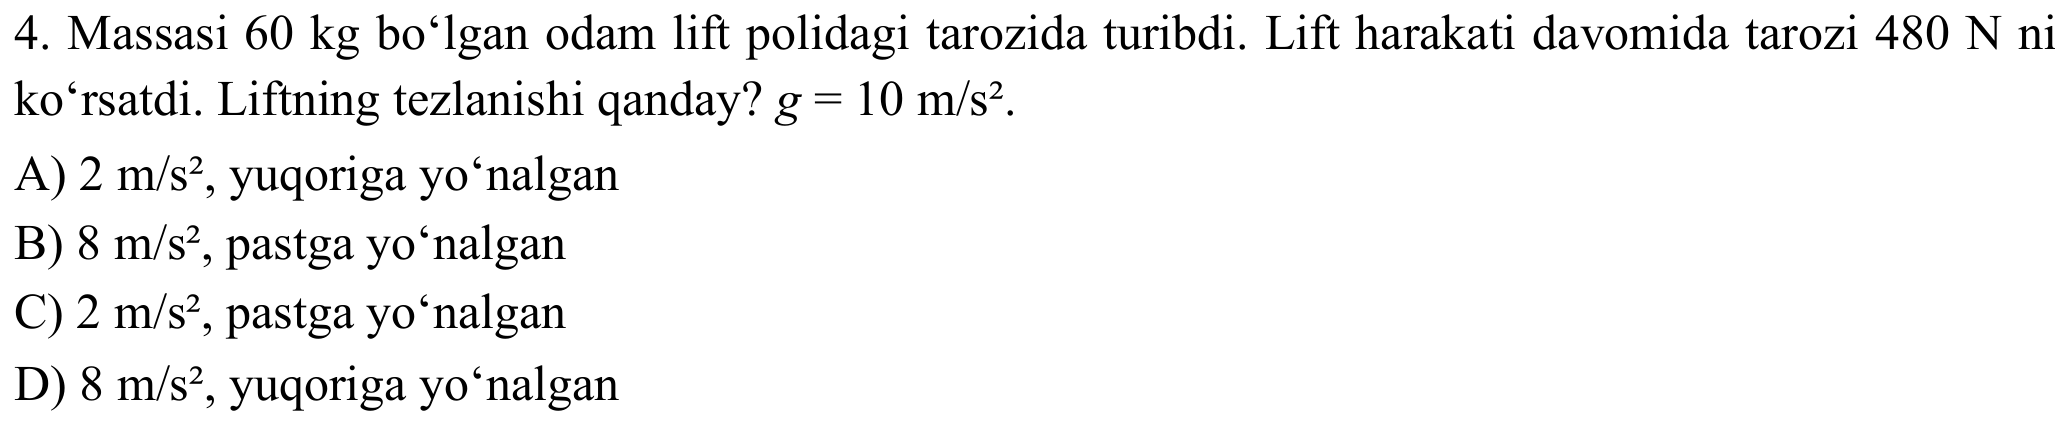 4. Massasi 60 kg bo‘lgan odam lift polidagi tarozida turibdi. Lift harakati davomida tarozi 480 N ni
ko‘rsatdi. Liftning tezlanishi qanday? g = 10 m/s².
A) 2 m/s², yuqoriga yo‘nalgan
B) 8 m/s², pastga yo‘nalgan
C) 2 m/s², pastga yo‘nalgan
D) 8 m/s², yuqoriga yo‘nalgan